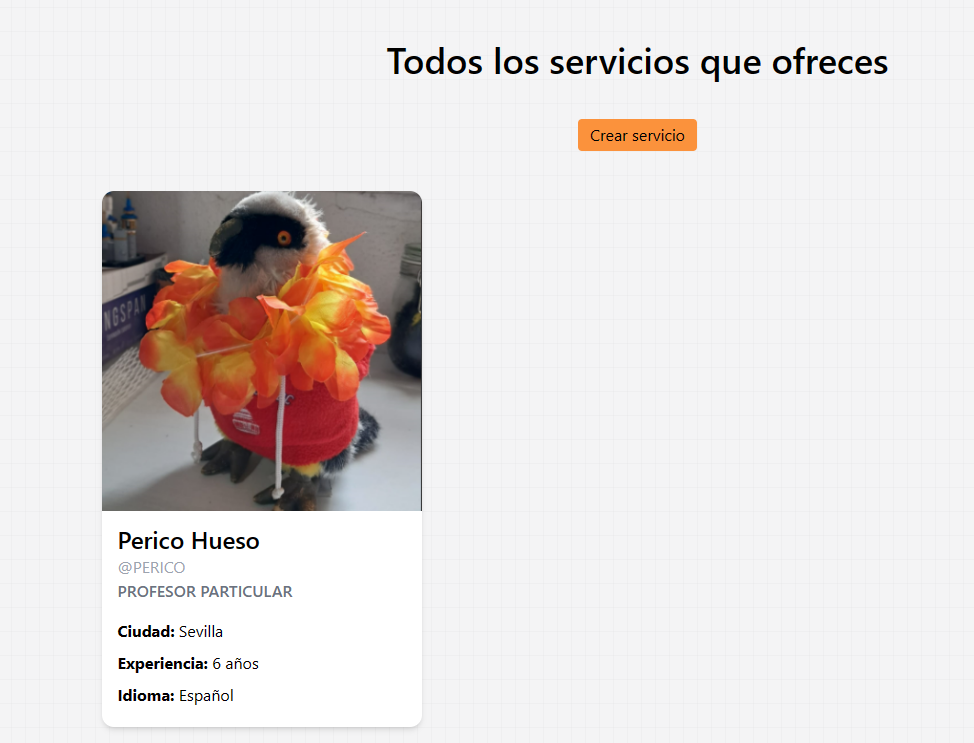 Todos los servicios que ofreces
Crear servicio
NGSPAN
Perico Hueso
@PERICO
PROFESOR PARTICULAR
Ciudad: Sevilla
Experiencia: 6 años
Idioma: Español